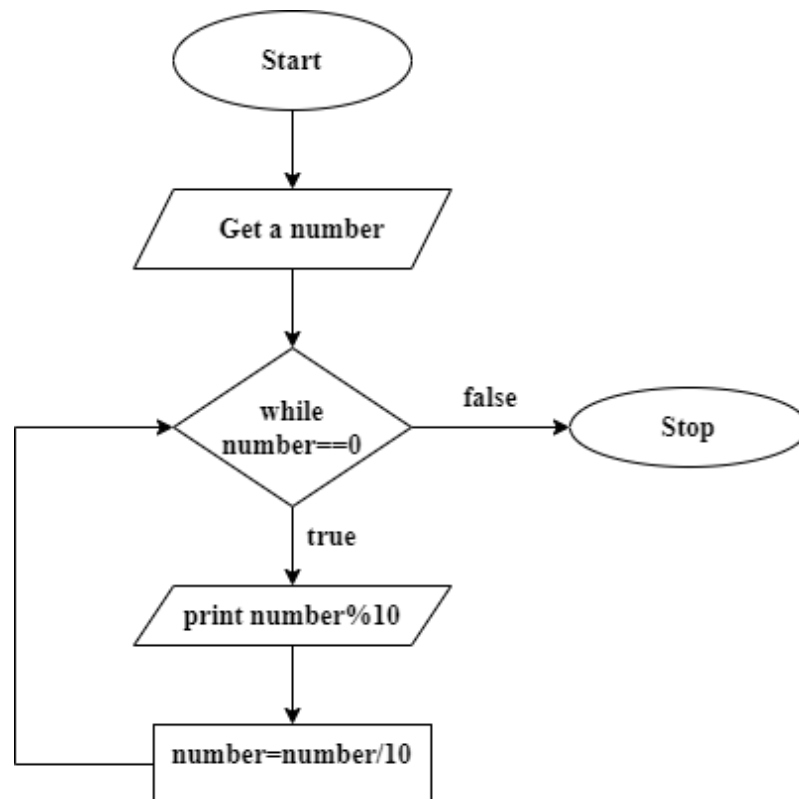 Start
Get a number
while
number==0
false
Stop
true
print number%10
number=number/10